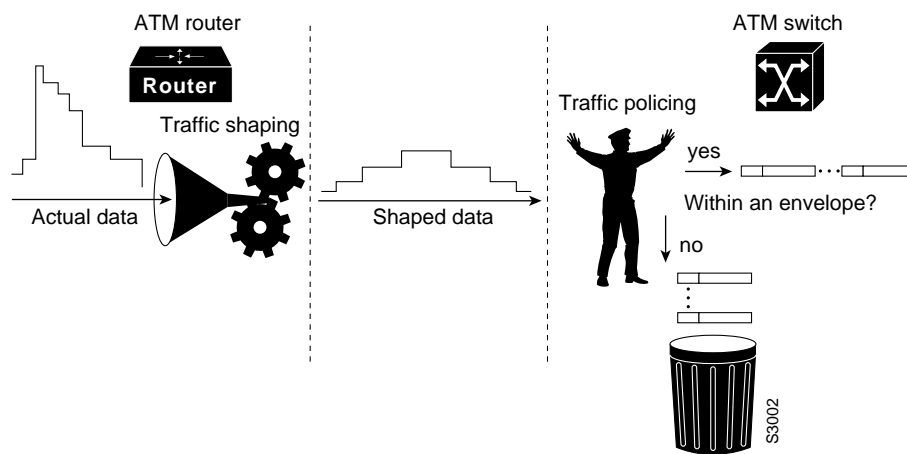 ATM router
Router
Traffic shaping
Actual data
Shaped data
ATM switch
Traffic policing
yes
Within an envelope?
no
S3002